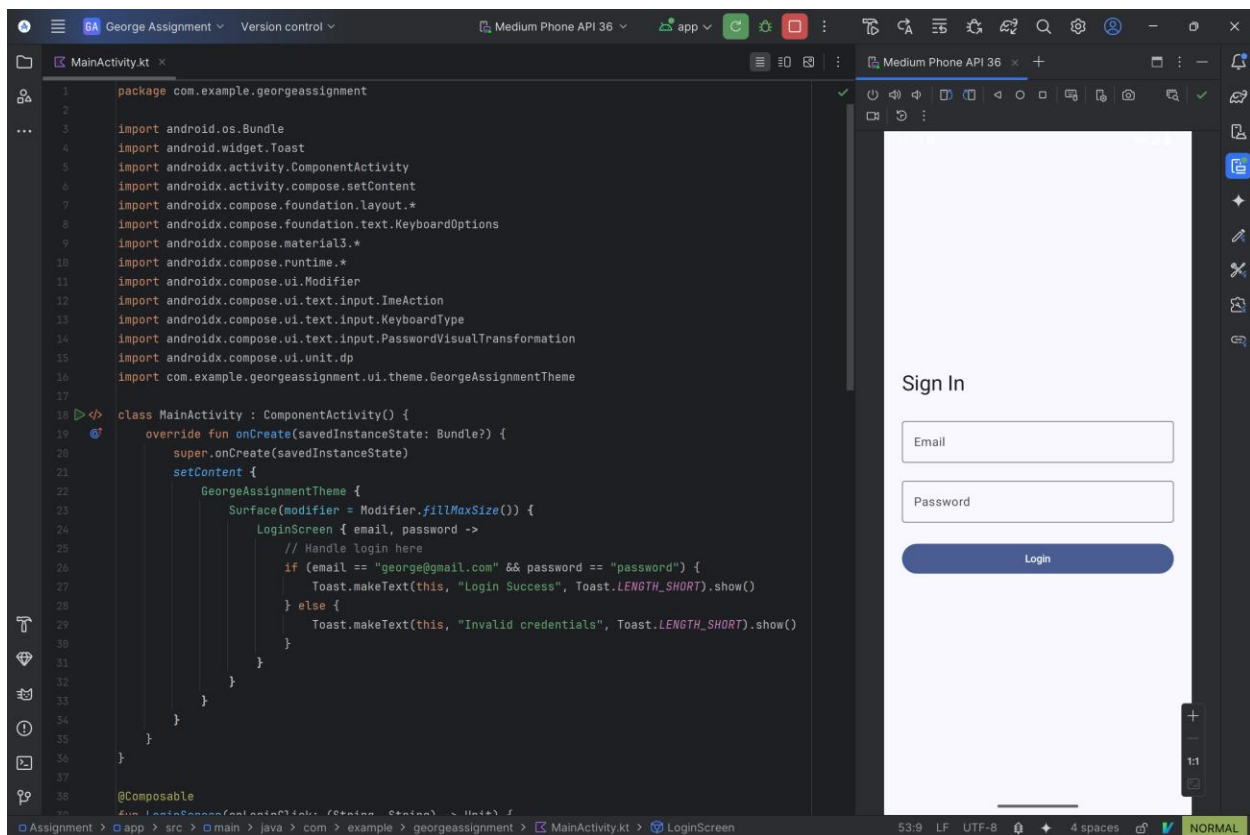 GA George Assignment Version control Medium Phone API 36 app
MainActivity.kt
Medium Phone API 36
1 package com.example.georgeassignment
2
3 import android.os.Bundle
4 import android.widget.Toast
5 import androidx.activity.ComponentActivity
6 import androidx.activity.compose.setContent
7 import androidx.compose.foundation.layout.*
8 import androidx.compose.foundation.text.KeyboardOptions
9 import androidx.compose.material3.*
10 import androidx.compose.runtime.*
11 import androidx.compose.ui.Modifier
12 import androidx.compose.ui.text.input.ImeAction
13 import androidx.compose.ui.text.input.KeyboardType
14 import androidx.compose.ui.text.input.PasswordVisualTransformation
15 import androidx.compose.ui.unit.dp
16 import com.example.georgeassignment.ui.theme.GeorgeAssignmentTheme
17
18 class MainActivity : ComponentActivity() {
19 override fun onCreate(savedInstanceState: Bundle?) {
20 super.onCreate(savedInstanceState)
21 setContent {
22 GeorgeAssignmentTheme {
23 Surface(modifier = Modifier.fillMaxSize()) {
24 LoginScreen { email, password ->
25 // Handle login here
26 if (email == "george@gmail.com" && password == "password") {
27 Toast.makeText(this, "Login Success", Toast.LENGTH_SHORT).show()
28 } else {
29 Toast.makeText(this, "Invalid credentials", Toast.LENGTH_SHORT).show()
30 }
31 }
32 }
33 }
34 }
35 }
36 }
37
38 @Composable
fun LoginScreen(onLoginClick: (String, String) -> Unit) {
Sign In
Email
Password
Login
1:1
Assignment > app > src > main > java > com > example > georgeassignment > MainActivity.kt > LoginScreen
53:9 LF UTF-8 4 spaces NORMAL